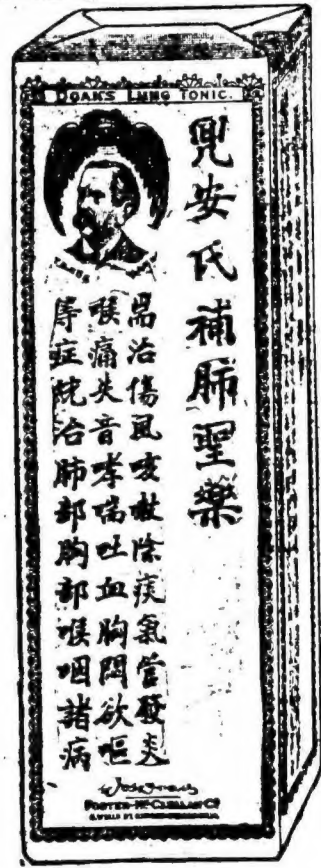 DOAN'S LUNG TONIC.
兜安氏補肺聖藥
耑治傷風咳嗽除痰氣管發炎
喉痛失音哮喘吐血胸悶欲嘔
等症統治肺部胸部喉咽諸病
FOSTER-McCLELLAN Co